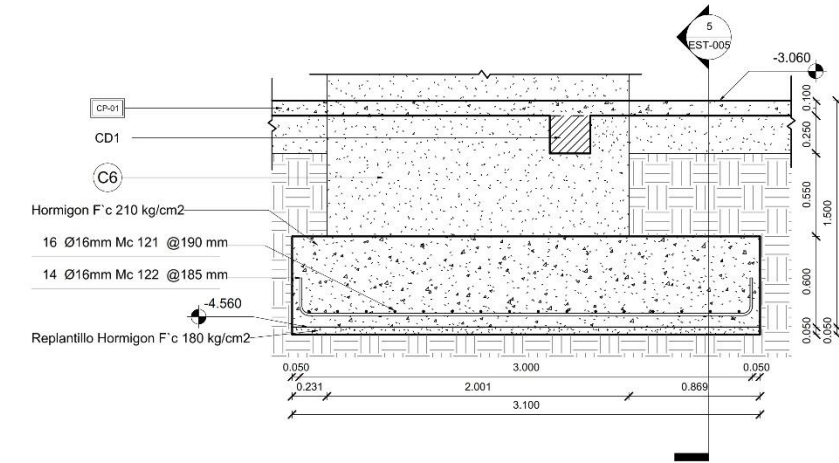 5
EST-005
-3.060
CP-01
CD1
C6
Hormigon F`c 210 kg/cm2
16 Ø16mm Mc 121 @190 mm
14 Ø16mm Mc 122 @185 mm
-4.560
Replantillo Hormigon F`c 180 kg/cm2
0.100
0.250
0.550
0.600
0.050
1.500
0.050
0.050
3.000
0.050
0.231
2.001
0.869
3.100